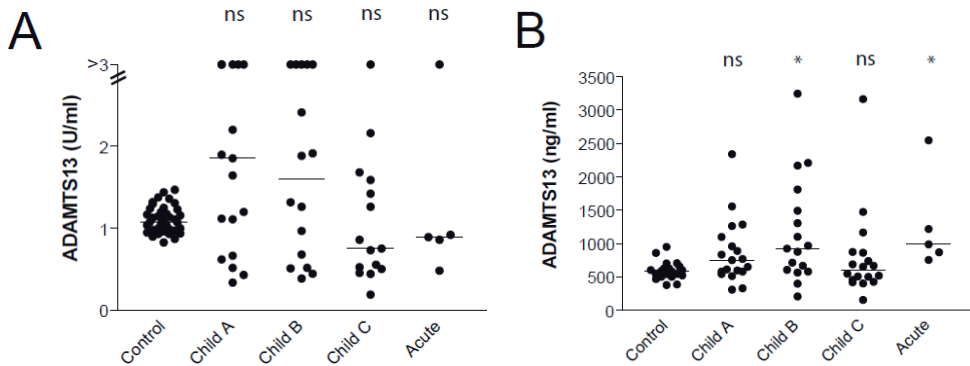 A
ns
ns
ns
ns
ADAMTS13 (U/ml)
>3
2
1
0
Control
Child A
Child B
Child C
Acute
B
ns
*
ns
*
ADAMTS13 (ng/ml)
3500
3000
2500
2000
1500
1000
500
0
Control
Child A
Child B
Child C
Acute